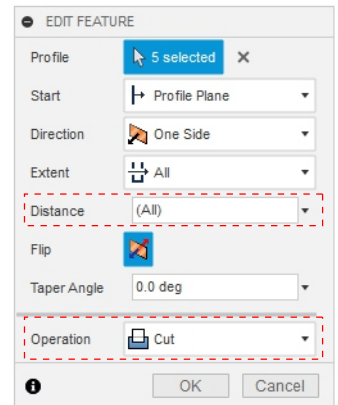 EDIT FEATURE
Profile 5 selected
Start Profile Plane
Direction One Side
Extent All
Distance (All)
Flip
Taper Angle 0.0 deg
Operation Cut
OK Cancel